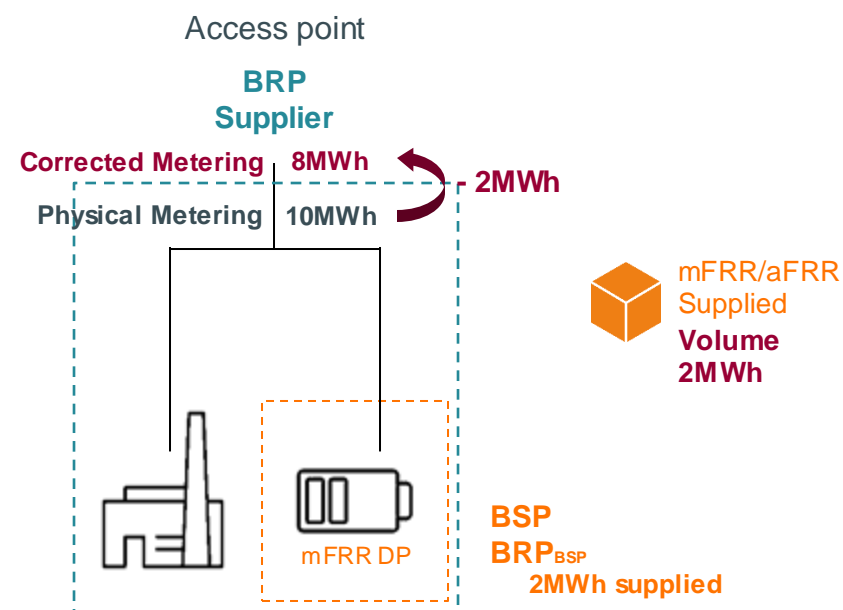 Access point
BRP
Supplier
Corrected Metering 8MWh
- 2MWh
Physical Metering 10MWh
mFRR/aFRR
Supplied
Volume
2MWh
mFRR DP
BSP
BRPBSP
2MWh supplied